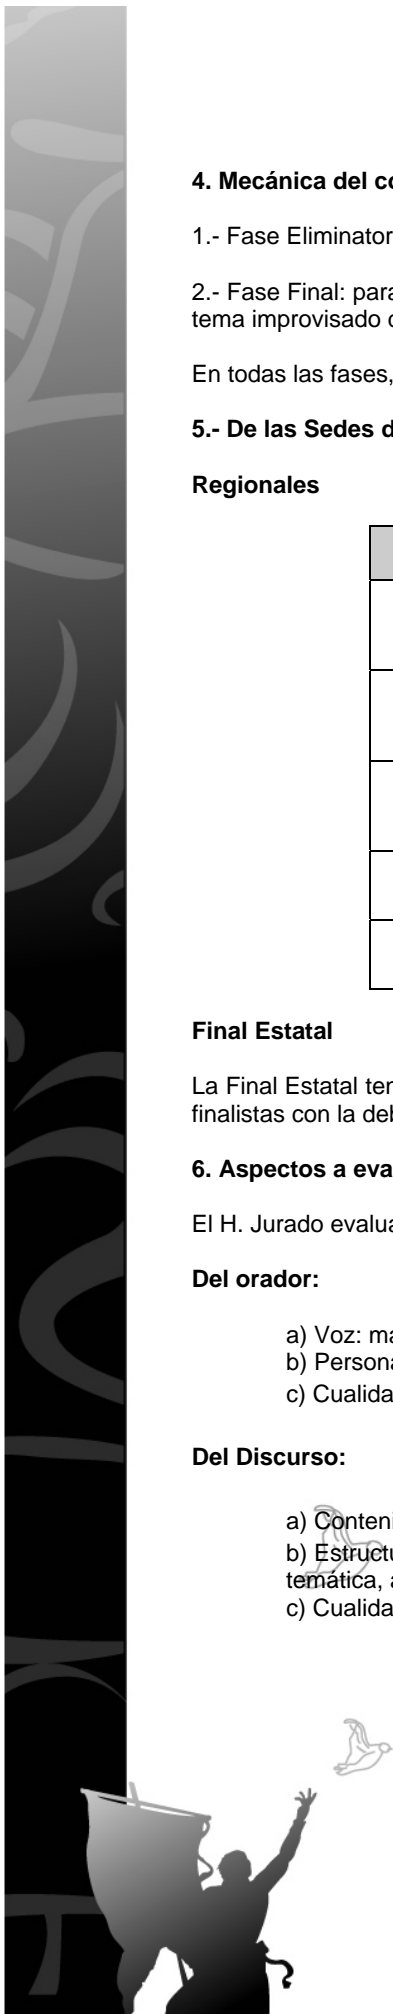 4. Mecánica del co
1.- Fase Eliminator
2.- Fase Final: para
tema improvisado
En todas las fases,
5.- De las Sedes d
Regionales
Final Estatal
La Final Estatal ten
finalistas con la deb
6. Aspectos a eva
El H. Jurado evalua
Del orador:
a) Voz: ma
b) Persona
c) Cualida
Del Discurso:
a) Conteni
b) Estructu
temática, a
c) Cualida